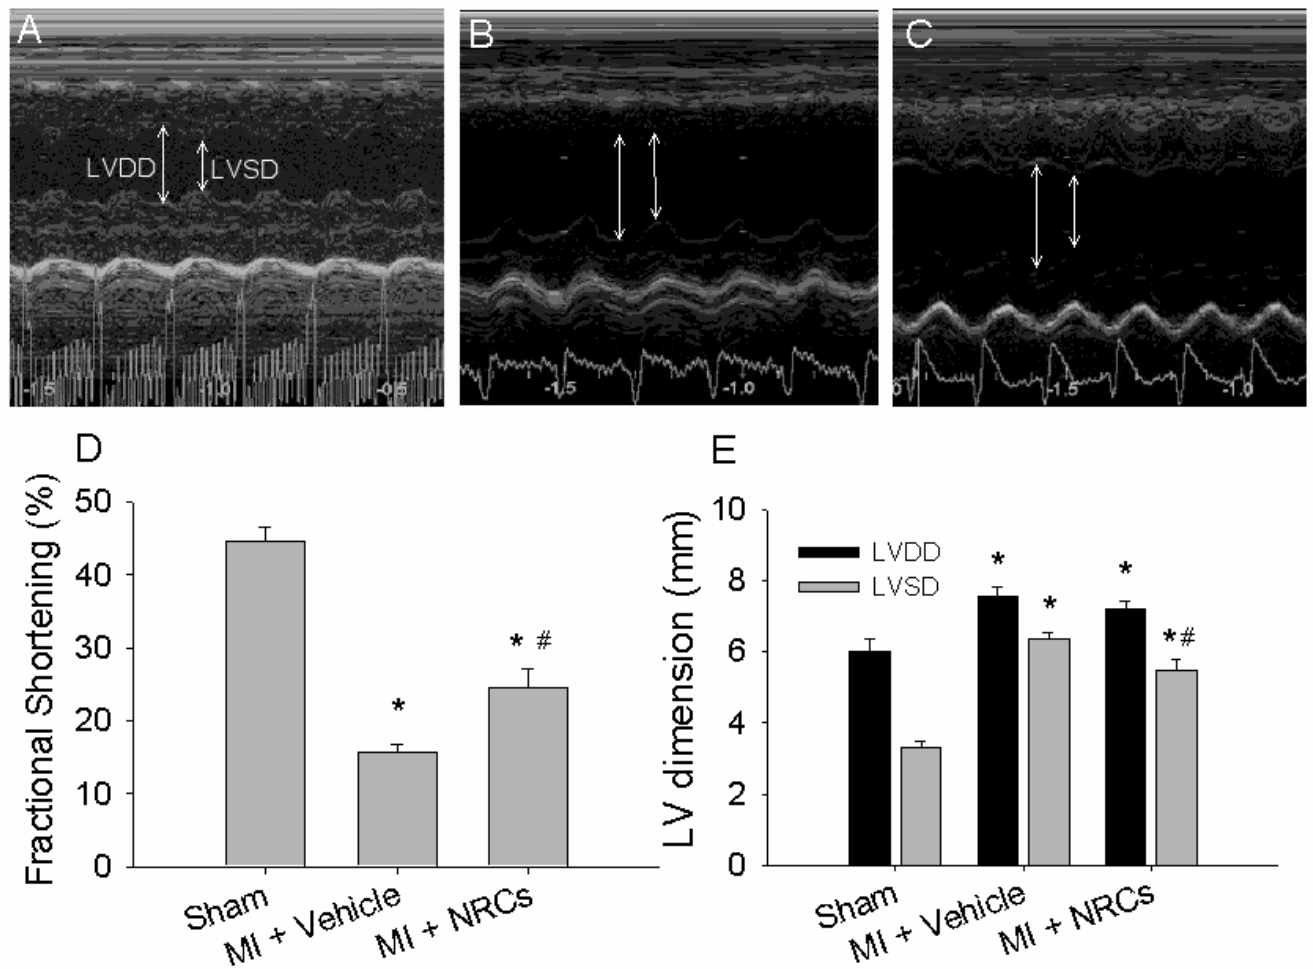 A
LVDD
LVSD
-1.5
-1.0
-0.5
B
-1.5
-1.0
C
0
-1.5
-1.0
D
Fractional Shortening (%)
50
40
30
20
10
0
*
* #
Sham
MI + Vehicle
MI + NRCs
E
LV dimension (mm)
10
8
6
4
2
0
LVDD
LVSD
*
*
*
*#
Sham
MI + Vehicle
MI + NRCs